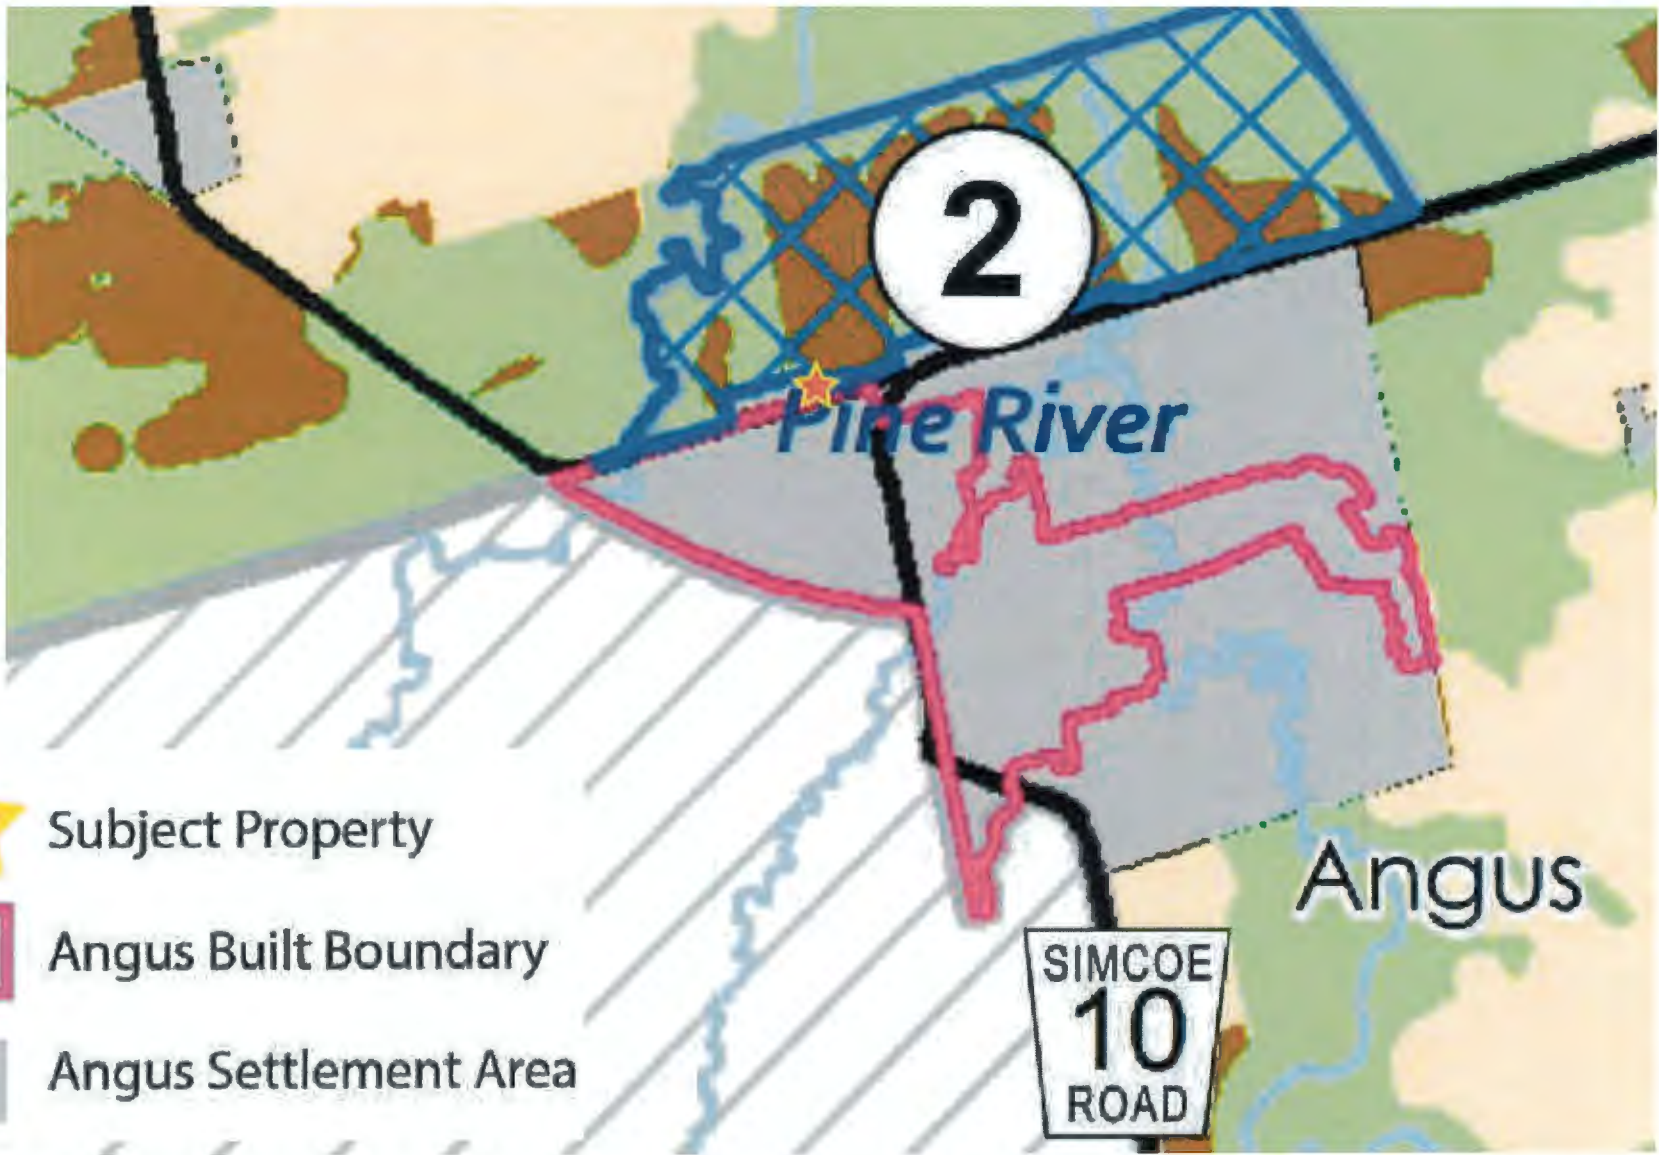 2
Pine River
Subject Property
Angus Built Boundary
Angus Settlement Area
Angus
SIMCOE
10
ROAD